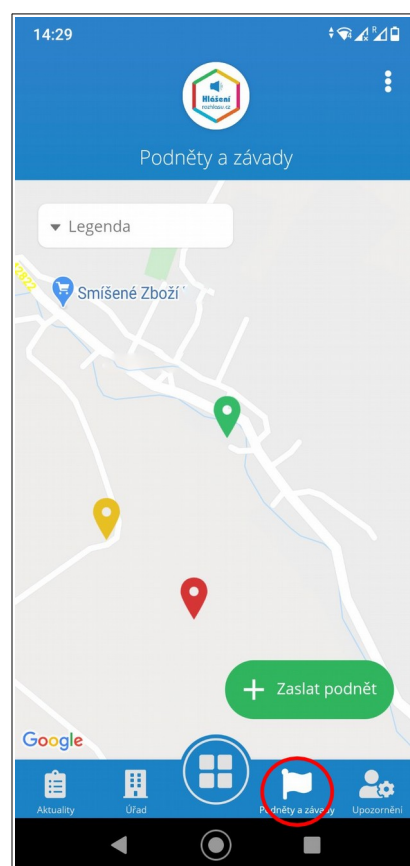 14:29
R
Hlášení
rozhlasu.cz
Podněty a závady
Legenda
Smíšené Zboží
Zaslat podnět
Google
Aktuality
Úřad
Podněty a závady
Upozornění